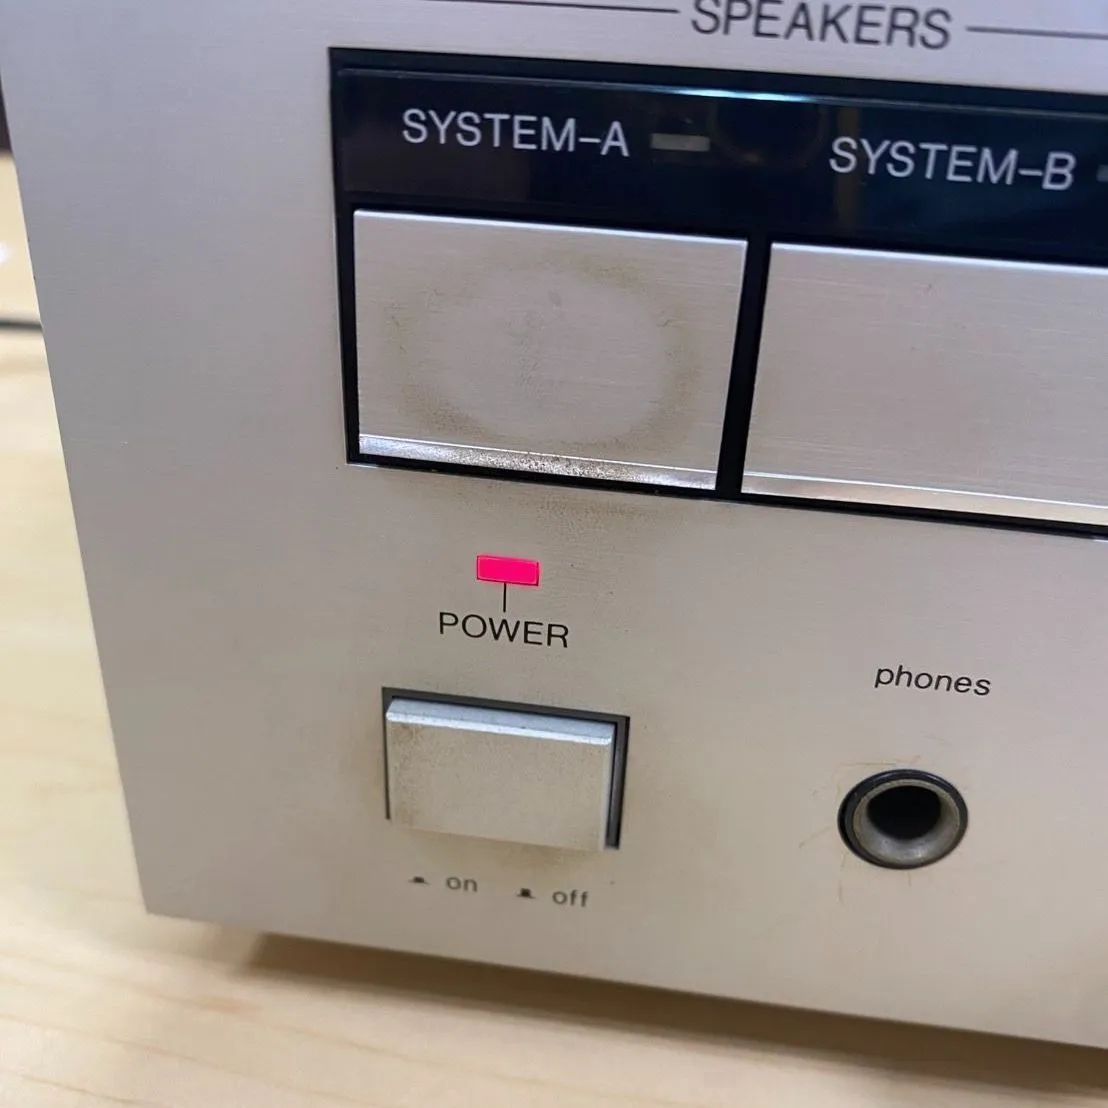 SPEAKERS
SYSTEM–A
SYSTEM–B
POWER
phones
on off